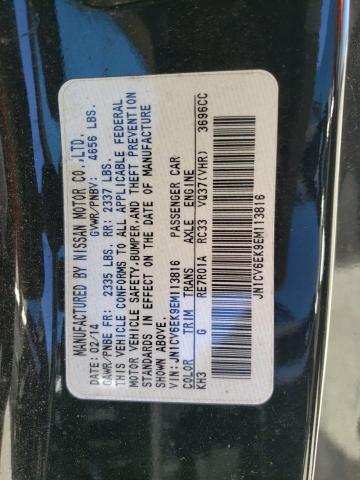 MANUFACTURED BY NISSAN MOTOR CO.,LTD.
DATE: 02/14 GVWR/PNBV: 4656 LBS.
GAWR/PNBE FR: 2335 LBS. RR: 2337 LBS.
THIS VEHICLE CONFORMS TO ALL APPLICABLE FEDERAL
MOTOR VEHICLE SAFETY,BUMPER,AND THEFT PREVENTION
STANDARDS IN EFFECT ON THE DATE OF MANUFACTURE
SHOWN ABOVE.
VIN: JN1CV6EK9EM113816 PASSENGER CAR
COLOR TRIM TRANS AXLE ENGINE
KH3 G RE7R01A RC33 VQ37(VHR) 3696CC
JN1CV6EK9EM113816